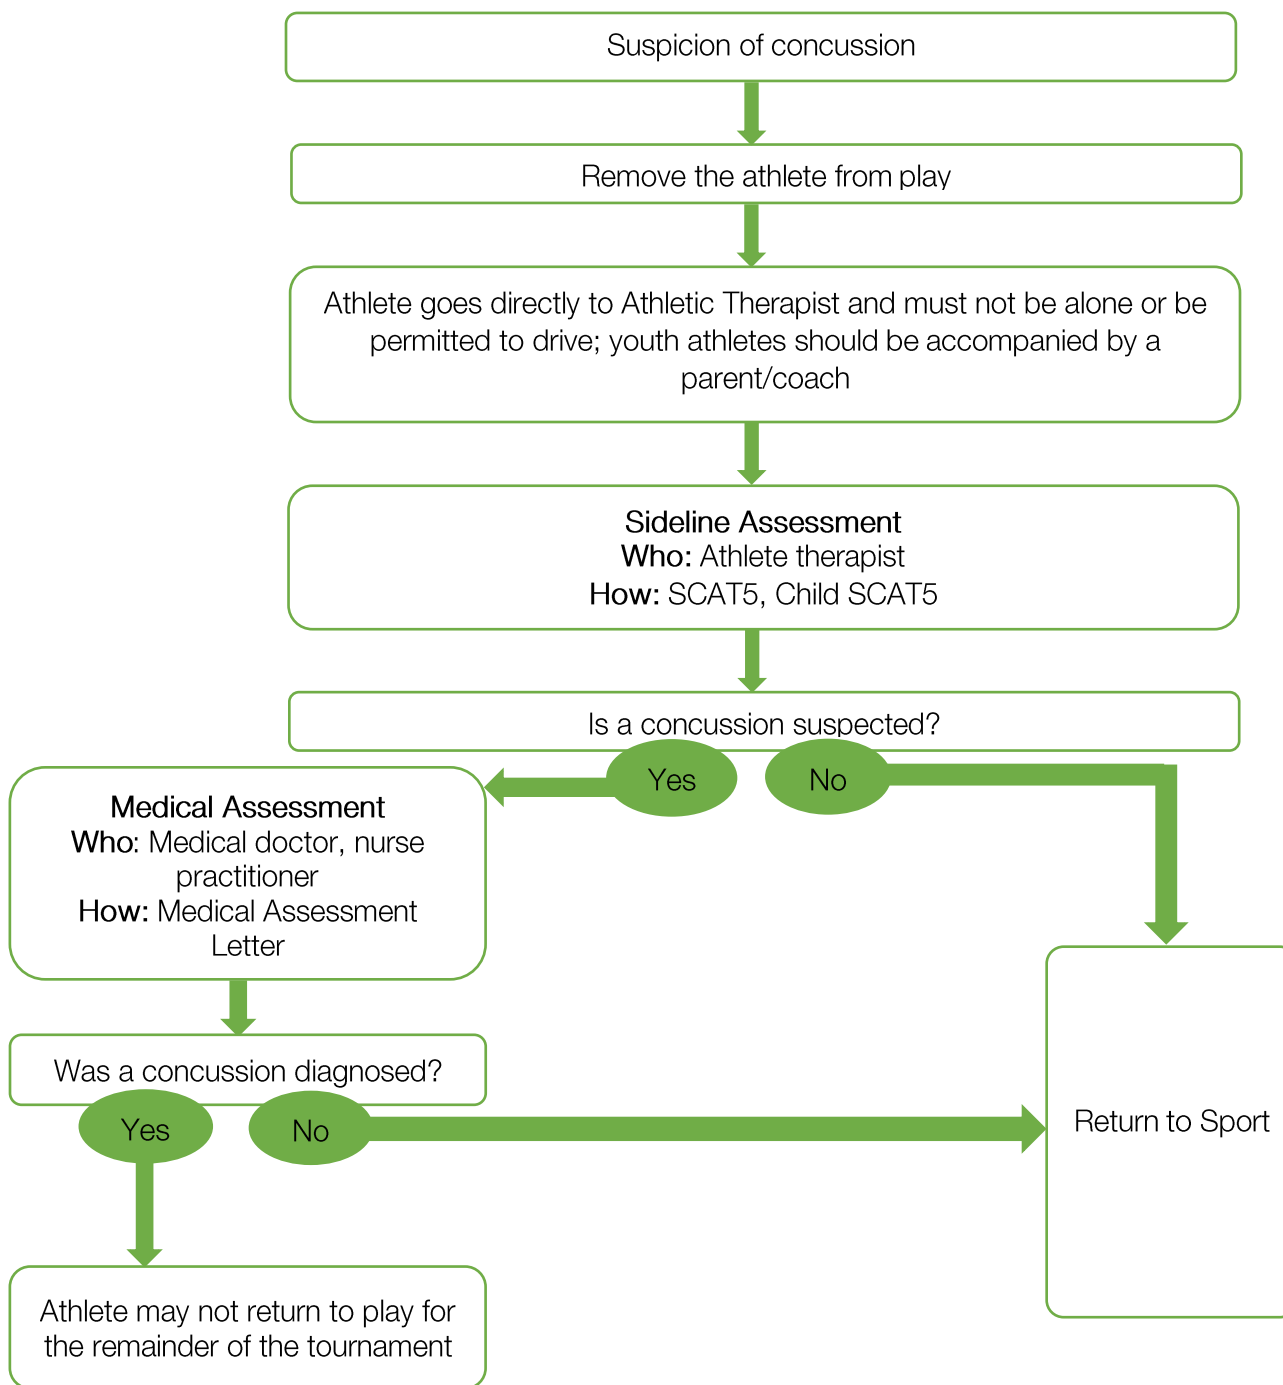 Suspicion of concussion
Remove the athlete from play
Athlete goes directly to Athletic Therapist and must not be alone or be
permitted to drive; youth athletes should be accompanied by a
parent/coach
Sideline Assessment
Who: Athlete therapist
How: SCAT5, Child SCAT5
Is a concussion suspected?
Yes
No
Medical Assessment
Who: Medical doctor, nurse
practitioner
How: Medical Assessment
Letter
Was a concussion diagnosed?
Yes
No
Return to Sport
Athlete may not return to play for
the remainder of the tournament